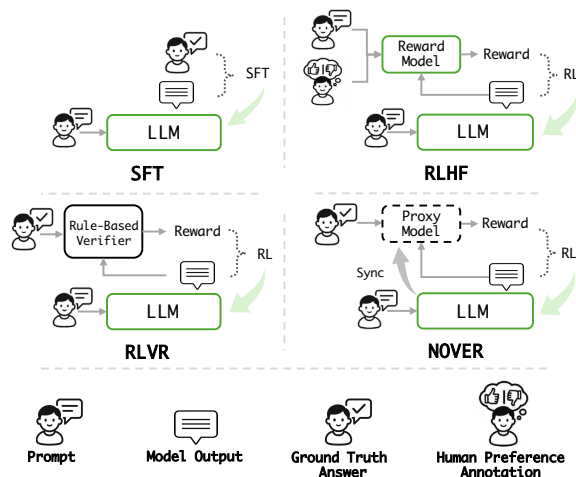 SFT
LLM
SFT
Reward
Model
Reward
RL
LLM
RLHF
Rule-Based
Verifier
Reward
RL
LLM
RLVR
Proxy
Model
Reward
Sync
RL
LLM
NOVER
Prompt
Model Output
Ground Truth
Answer
Human Preference
Annotation